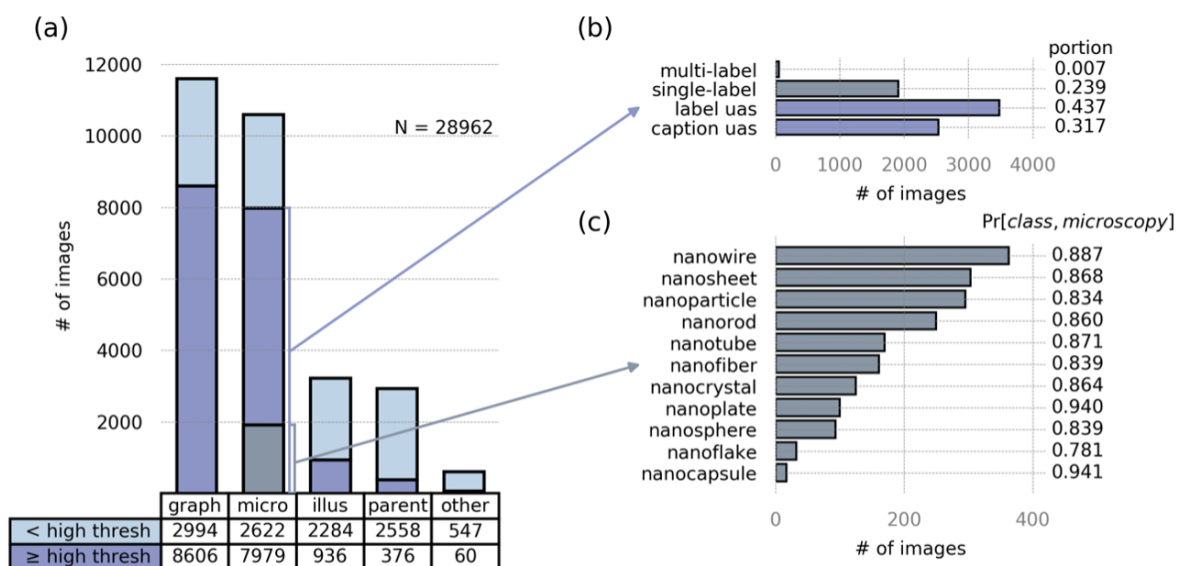 (a)
12000
10000
8000
6000
4000
2000
# of images
N = 28962
graph micro illus parent other
< high thresh 2994 2622 2284 2558 547
≥ high thresh 8606 7979 936 376 60
(b)
portion
multi-label 0.007
single-label 0.239
label uas 0.437
caption uas 0.317
0 1000 2000 3000 4000
# of images
(c)
Pr[class, microscopy]
nanowire 0.887
nanosheet 0.868
nanoparticle 0.834
nanorod 0.860
nanotube 0.871
nanofiber 0.839
nanocrystal 0.864
nanoplate 0.940
nanosphere 0.839
nanoflake 0.781
nanocapsule 0.941
0 200 400
# of images